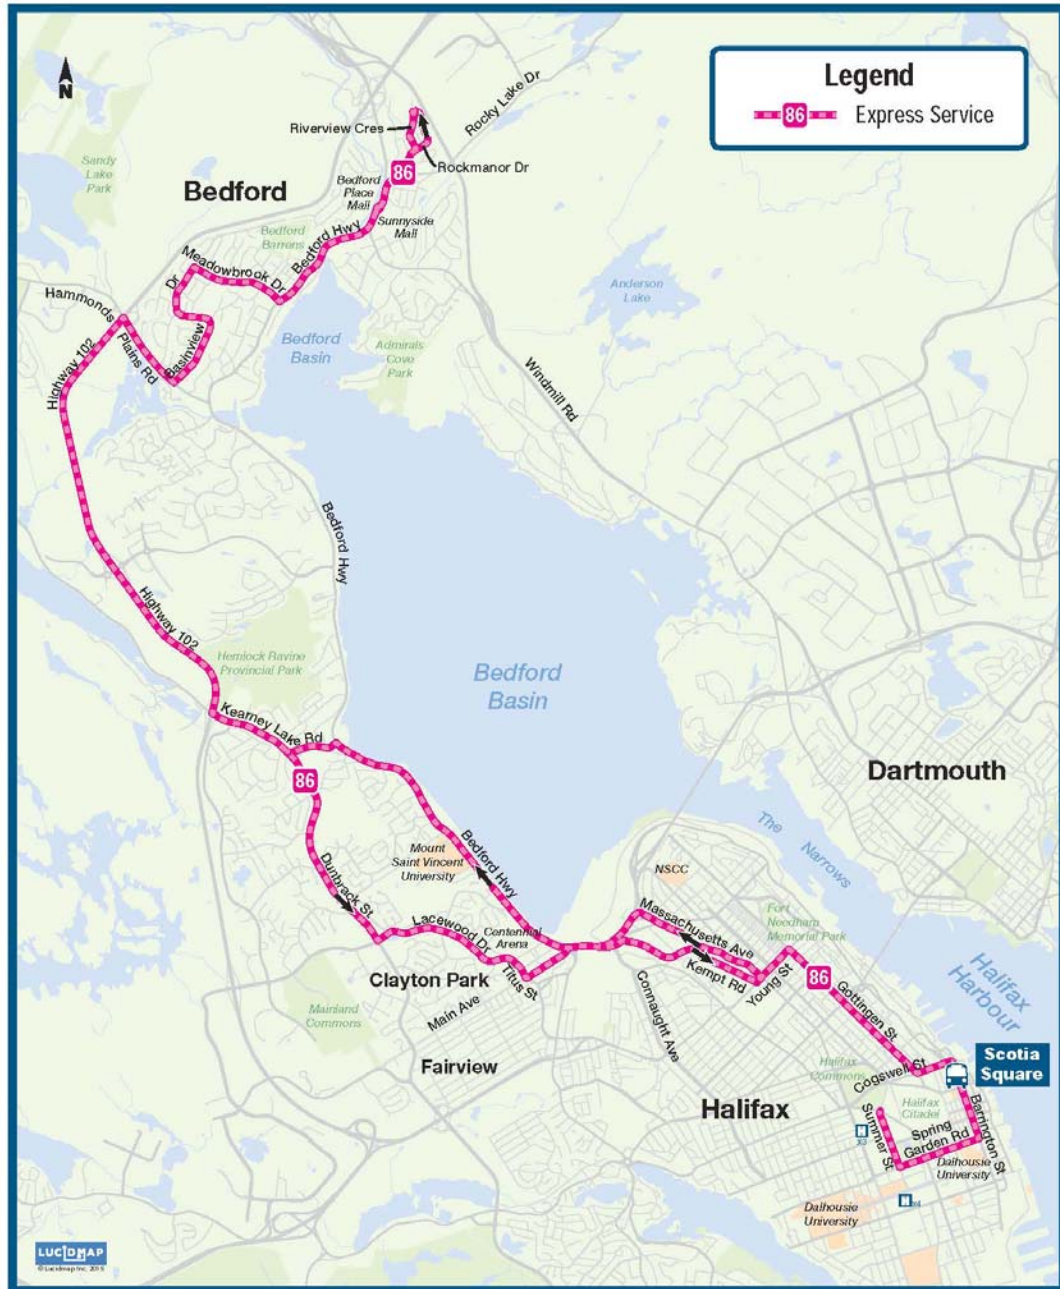 Legend
86 Express Service
N
Rocky Lake Dr
Riverview Cres
Rockmanor Dr
86
Sandy
Lake
Park
Bedford
Bedford
Place
Mall
Sunnyside
Mall
Bedford
Barrens
Bedford Hwy
Meadowbrook Dr
Dr
Hammonds
Plains Rd
Basinview
Highway 102
Bedford
Basin
Admirals
Cove
Park
Anderson
Lake
Windmill Rd
Bedford Hwy
Highway 102
Hemlock Ravine
Provincial Park
Bedford
Basin
Kearney Lake Rd
86
Dartmouth
The Narrows
Mount
Saint Vincent
University
Bedford Hwy
NSCC
Dunbrack St
Lacewood Dr
Centennial
Arena
Massachusetts Ave
Fort
Needham
Memorial Park
Kempt Rd
Young St
86
Gottingen St
Halifax
Harbour
Clayton Park
Titus St
Main Ave
Connaught Ave
Mainland
Commons
Fairview
Halifax
Commons
Cogswell St
Scotia
Square
Halifax
Halifax
Citadel
Barrington St
Summer St
Spring
Garden Rd
H
x3
Dalhousie
University
H
x4
Dalhousie
University
LUCIDMAP
©Lucidmap Inc. 2015